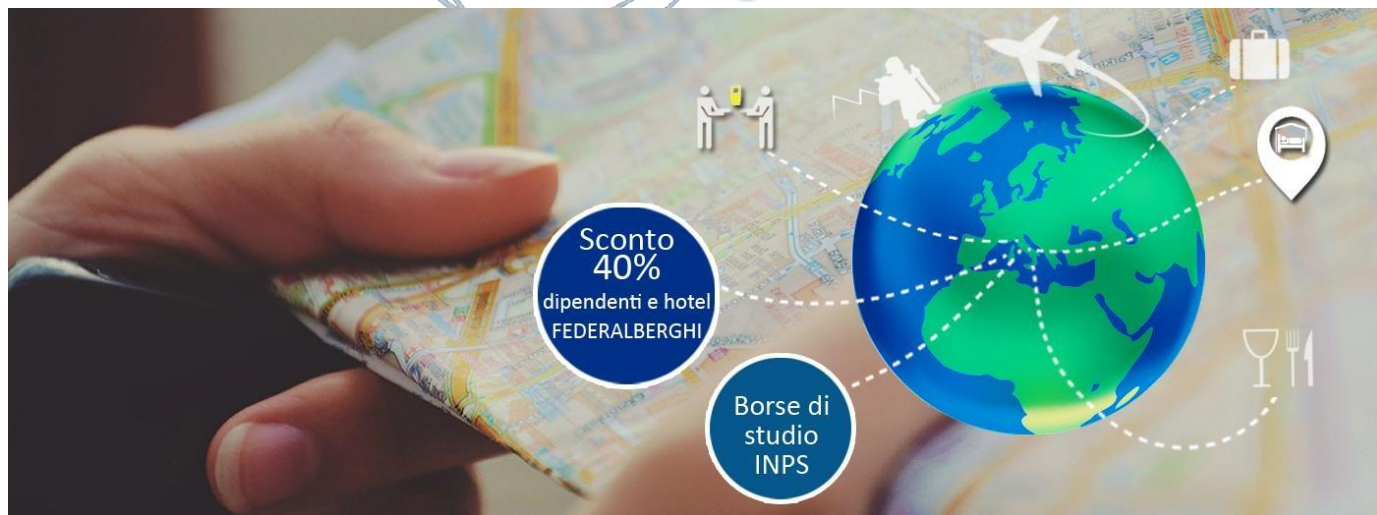 Sconto
40%
dipendenti e hotel
FEDERALBERGHI
Borse di
studio
INPS